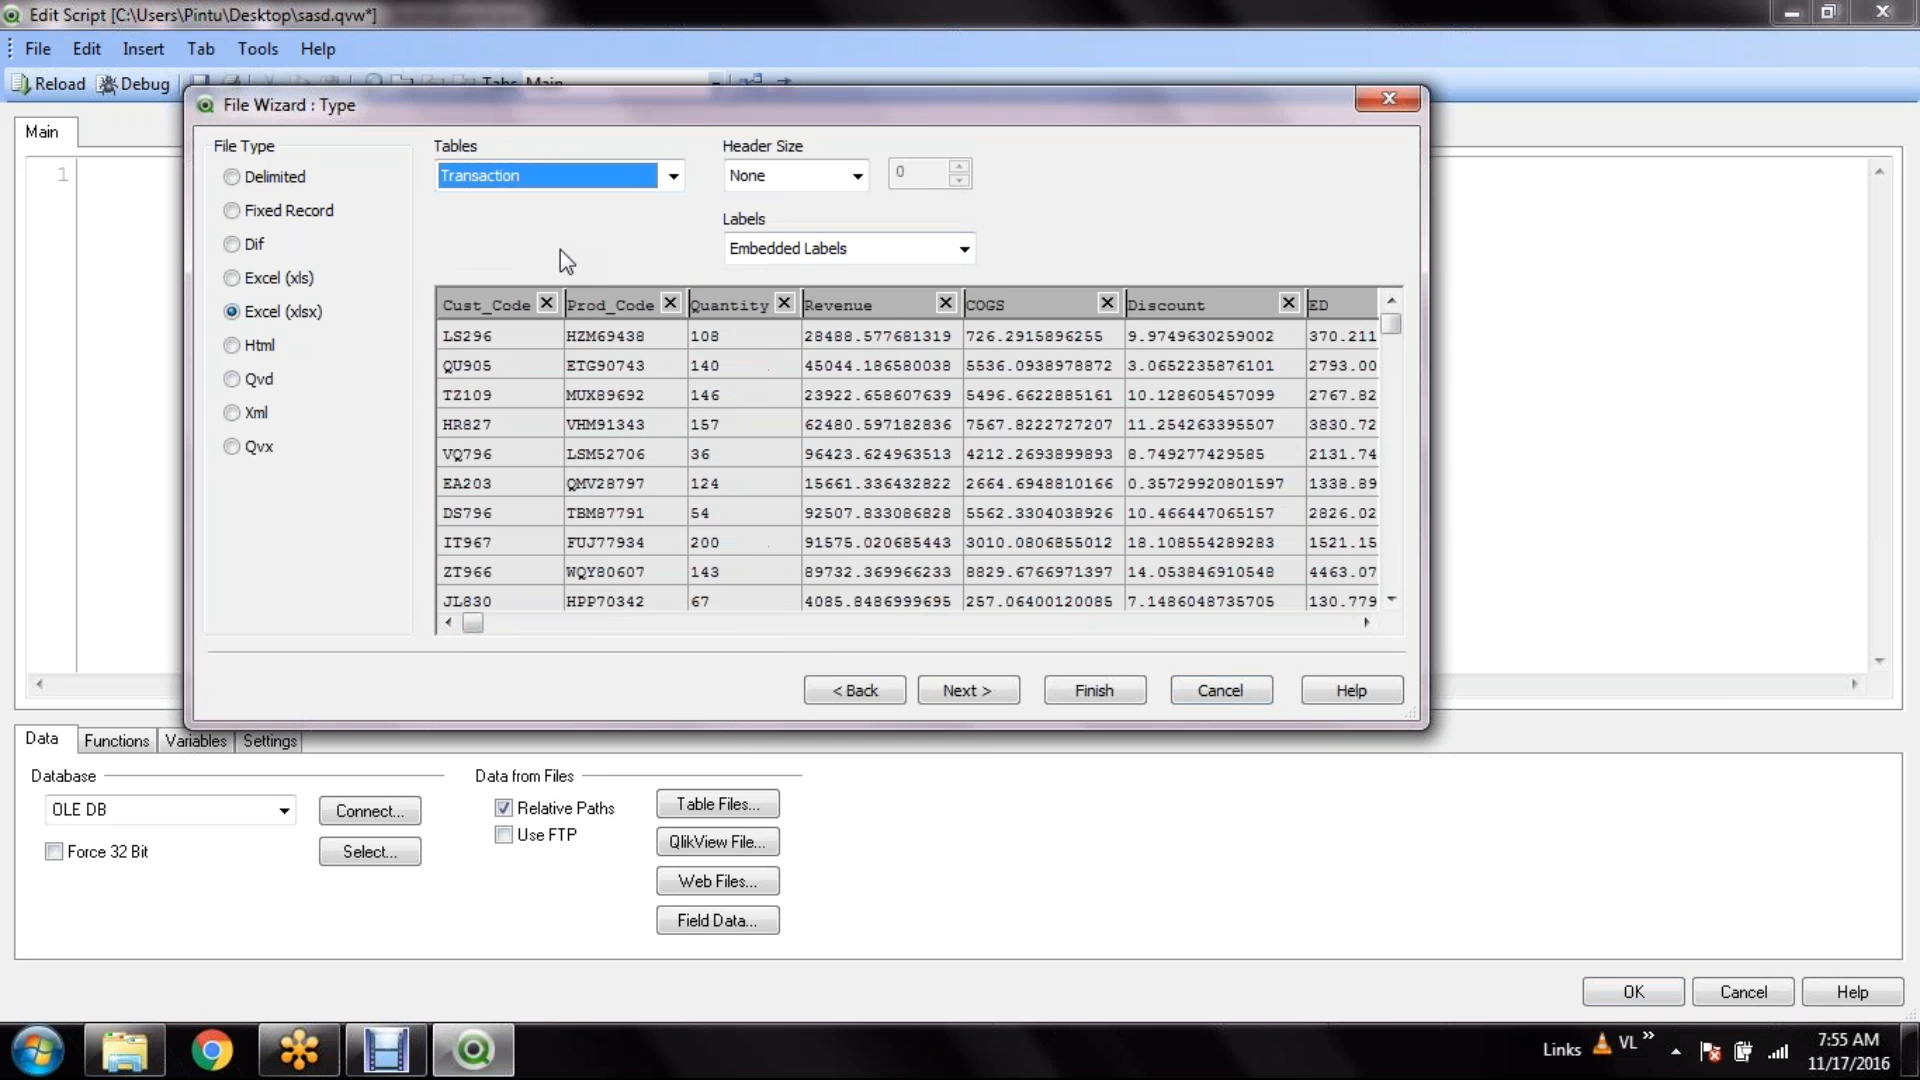 Edit Script [C:\Users\Pintu\Desktop\sasd.qvw*]
File Edit Insert Tab Tools Help
Reload Debug Tabs Main
File Wizard : Type
Main
1
File Type
Delimited
Fixed Record
Dif
Excel (xls)
Excel (xlsx)
Html
Qvd
Xml
Qvx
Tables
Transaction
Header Size
None 0
Labels
Embedded Labels
Cust_Code Prod_Code Quantity Revenue COGS Discount ED
LS296 HZM69438 108 28488.577681319 726.2915896255 9.9749630259002 370.211
QU905 ETG90743 140 45044.186580038 5536.0938978872 3.0652235876101 2793.00
TZ109 MUX89692 146 23922.658607639 5496.6622885161 10.128605457099 2767.82
HR827 VHM91343 157 62480.597182836 7567.8222727207 11.254263395507 3830.72
VQ796 LSM52706 36 96423.624963513 4212.2693899893 8.749277429585 2131.74
EA203 QMV28797 124 15661.336432822 2664.6948810166 0.35729920801597 1338.89
DS796 TBM87791 54 92507.833086828 5562.3304038926 10.466447065157 2826.02
IT967 FUJ77934 200 91575.020685443 3010.0806855012 18.108554289283 1521.15
ZT966 WQY80607 143 89732.369966233 8829.6766971397 14.053846910548 4463.07
JL830 HPP70342 67 4085.8486999695 257.06400120085 7.1486048735705 130.779
< Back Next > Finish Cancel Help
Data Functions Variables Settings
Database
OLE DB
Connect...
Force 32 Bit
Select...
Data from Files
Relative Paths
Use FTP
Table Files...
QlikView File...
Web Files...
Field Data...
OK Cancel Help
Links VL » 7:55 AM
11/17/2016